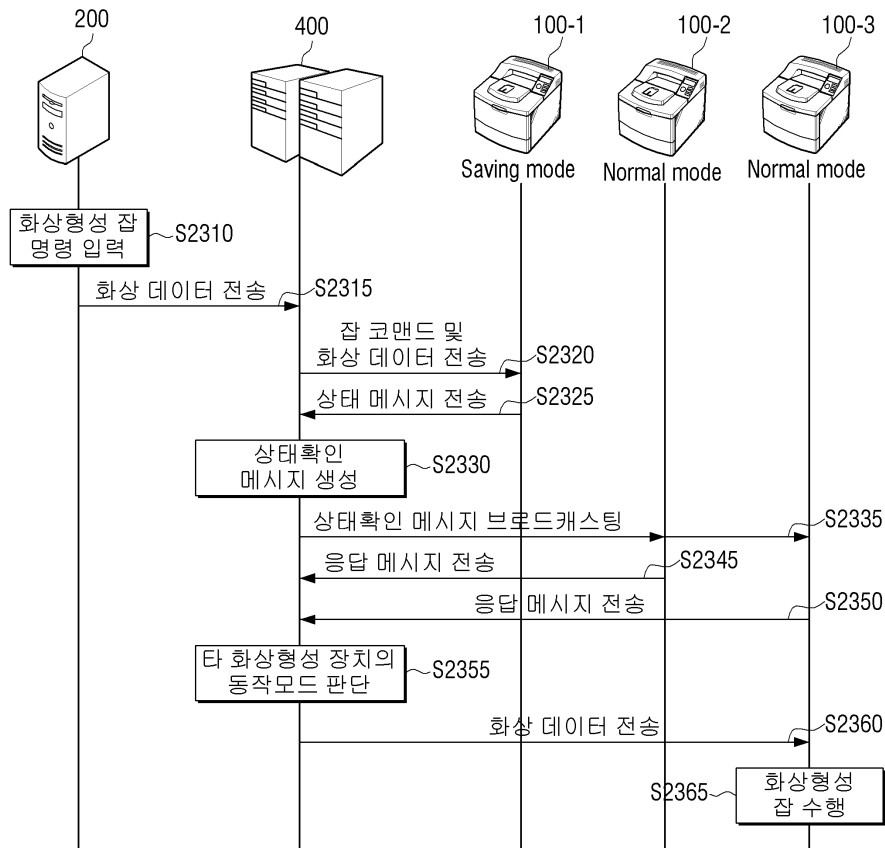 200
400
100-1
100-2
100-3
Saving mode
Normal mode
Normal mode
화상형성 잡
명령 입력
S2310
화상 데이터 전송
S2315
잡 코맨드 및
화상 데이터 전송
S2320
상태 메시지 전송
S2325
상태확인
메시지 생성
S2330
상태확인 메시지 브로드캐스팅
S2335
응답 메시지 전송
S2345
응답 메시지 전송
S2350
타 화상형성 장치의
동작모드 판단
S2355
화상 데이터 전송
S2360
S2365
화상형성
잡 수행